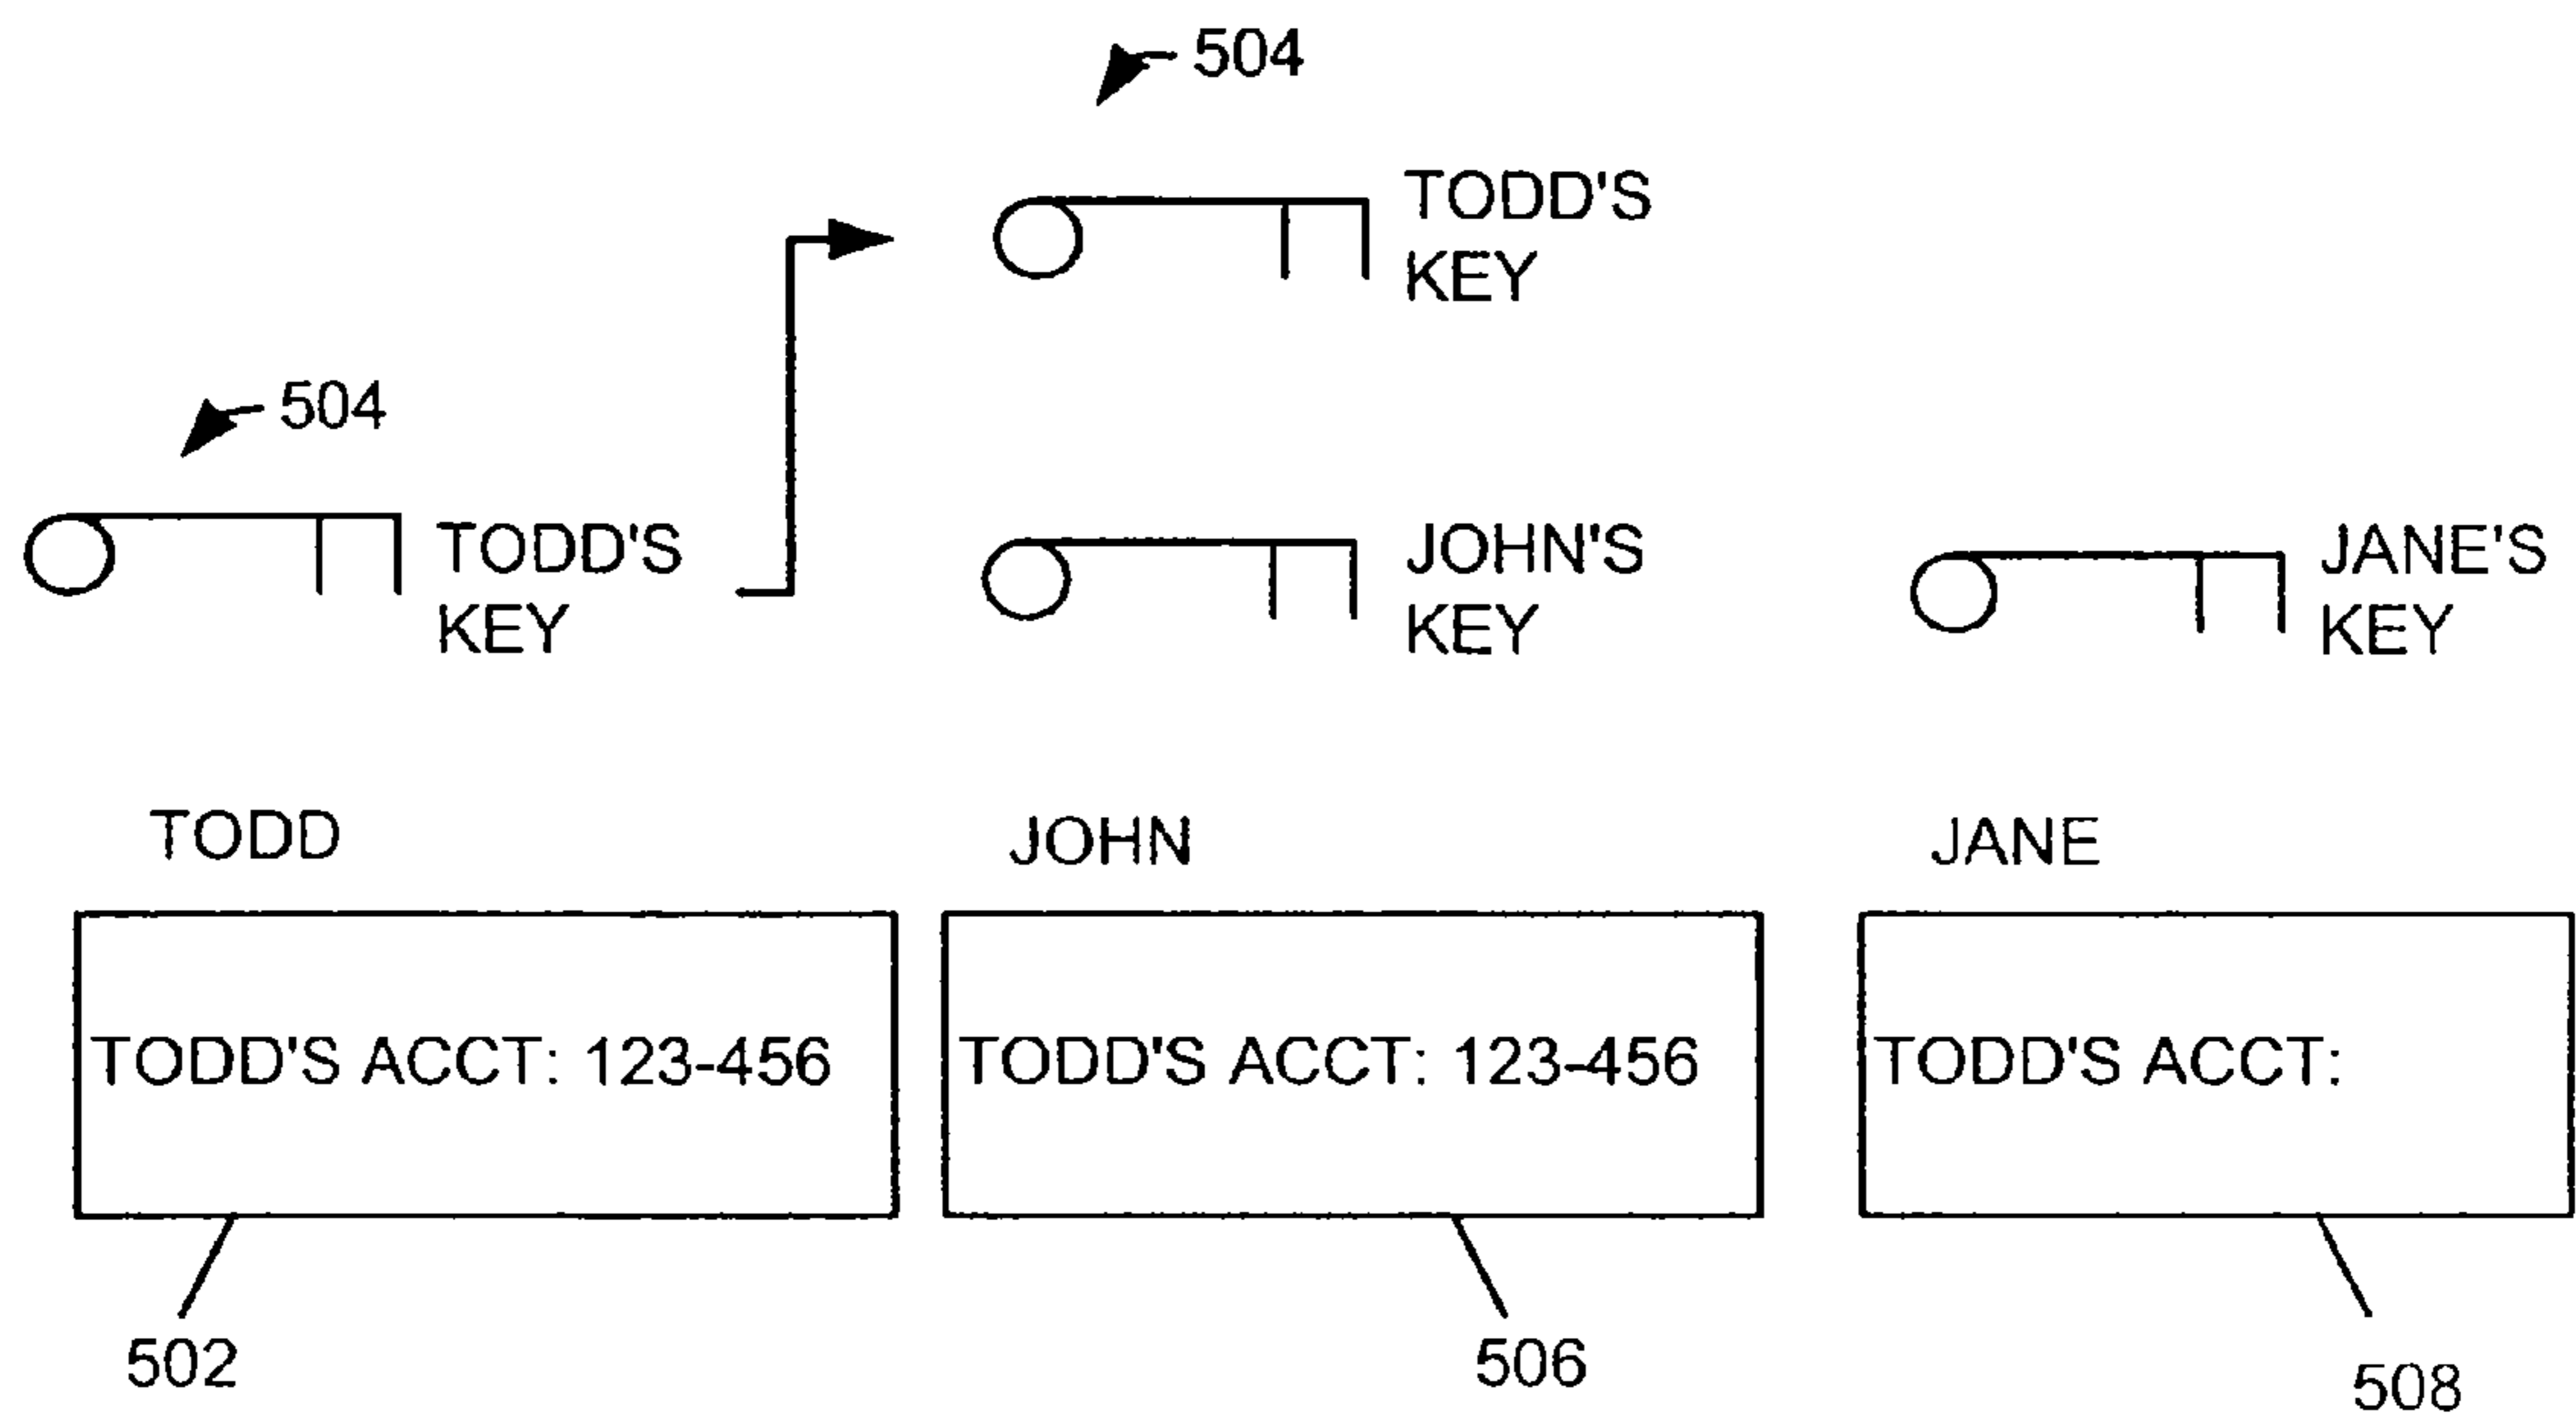 504
TODD'S
KEY
504
TODD'S
KEY
JOHN'S
KEY
JANE'S
KEY
TODD
JOHN
JANE
TODD'S ACCT: 123-456
TODD'S ACCT: 123-456
TODD'S ACCT:
502
506
508